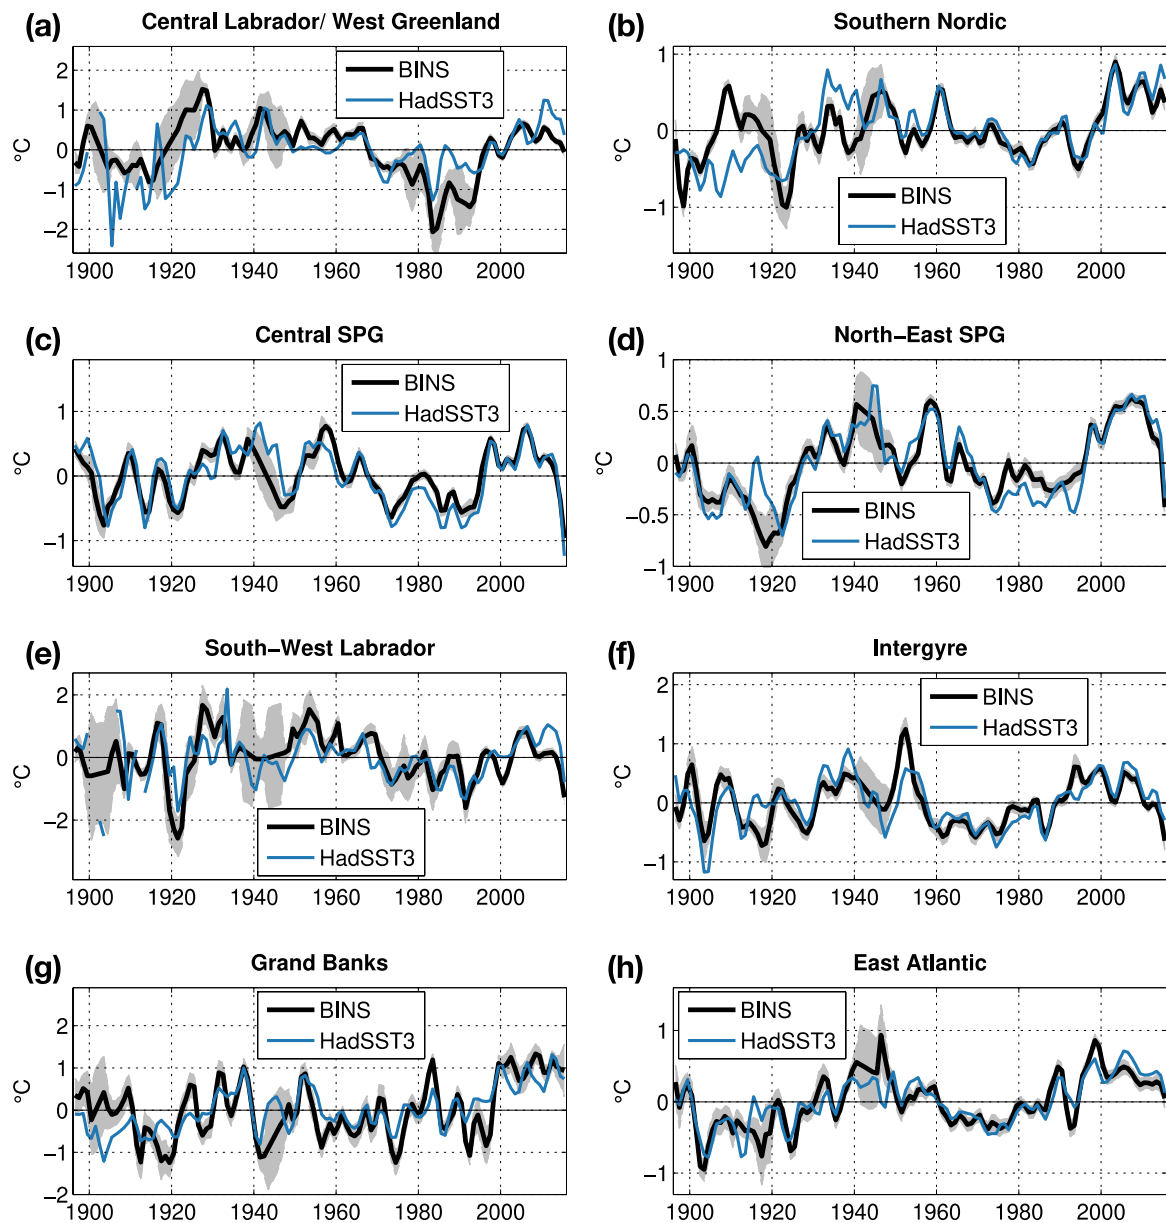 (a) Central Labrador/ West Greenland
°C
2
1
0
−1
−2
BINS
HadSST3
1900 1920 1940 1960 1980 2000
(b) Southern Nordic
°C
1
0
−1
BINS
HadSST3
1900 1920 1940 1960 1980 2000
(c) Central SPG
°C
1
0
−1
BINS
HadSST3
1900 1920 1940 1960 1980 2000
(d) North−East SPG
°C
1
0.5
0
−0.5
−1
BINS
HadSST3
1900 1920 1940 1960 1980 2000
(e) South−West Labrador
°C
2
0
−2
BINS
HadSST3
1900 1920 1940 1960 1980 2000
(f) Intergyre
°C
2
1
0
−1
BINS
HadSST3
1900 1920 1940 1960 1980 2000
(g) Grand Banks
°C
2
1
0
−1
−2
BINS
HadSST3
1900 1920 1940 1960 1980 2000
(h) East Atlantic
°C
1
0
−1
BINS
HadSST3
1900 1920 1940 1960 1980 2000